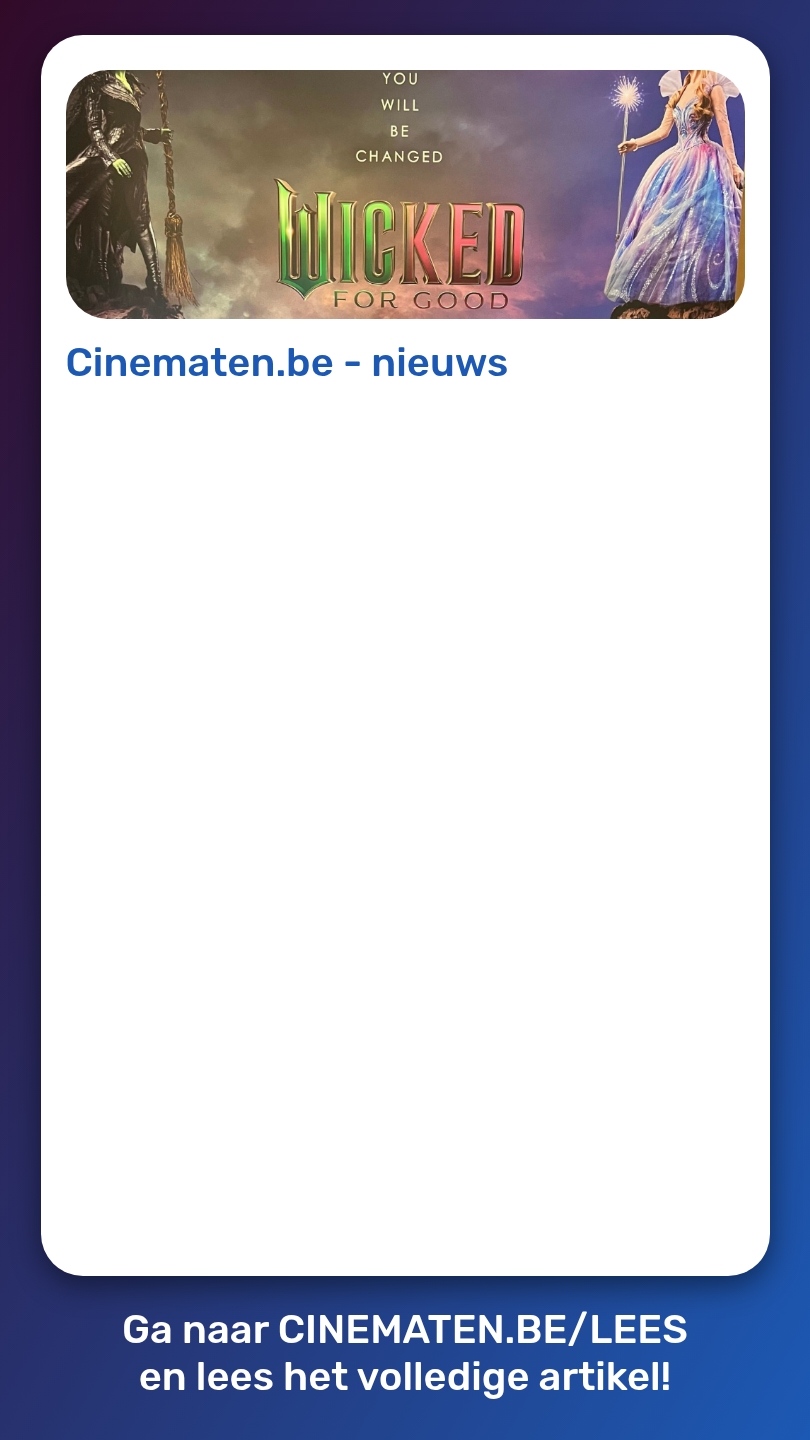 YOU
WILL
BE
CHANGED
WICKED
FOR GOOD
Cinematen.be - nieuws
Ga naar CINEMATEN.BE/LEES
en lees het volledige artikel!